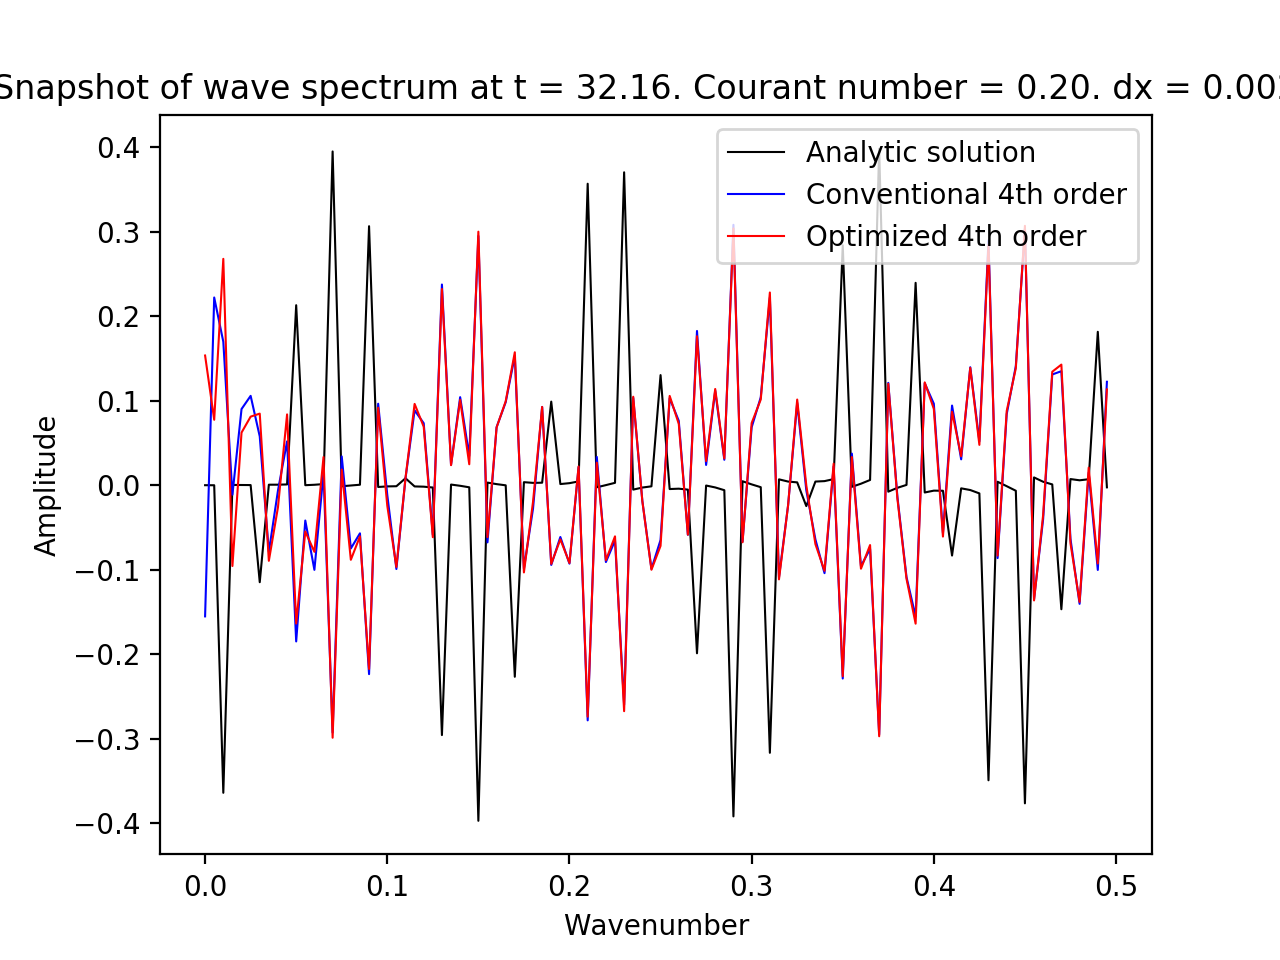 Snapshot of wave spectrum at t = 32.16. Courant number = 0.20. dx = 0.00
Analytic solution
Conventional 4th order
Optimized 4th order
0.4
0.3
0.2
0.1
0.0
−0.1
−0.2
−0.3
−0.4
Amplitude
0.0 0.1 0.2 0.3 0.4 0.5
Wavenumber